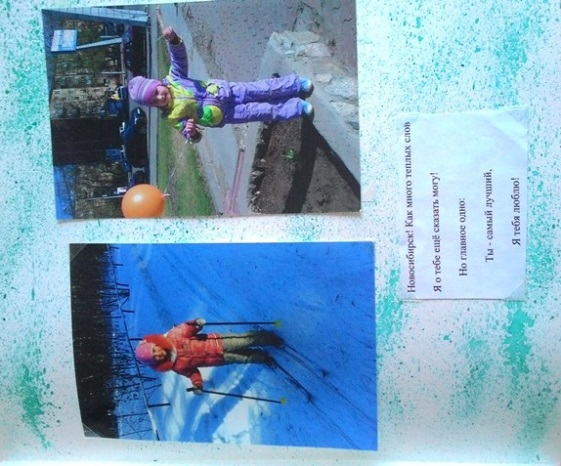 Новосибирск! Как много теплых слов
Я о тебе ещё сказать могу!
Но главное одно:
Ты - самый лучший,
Я тебя люблю!